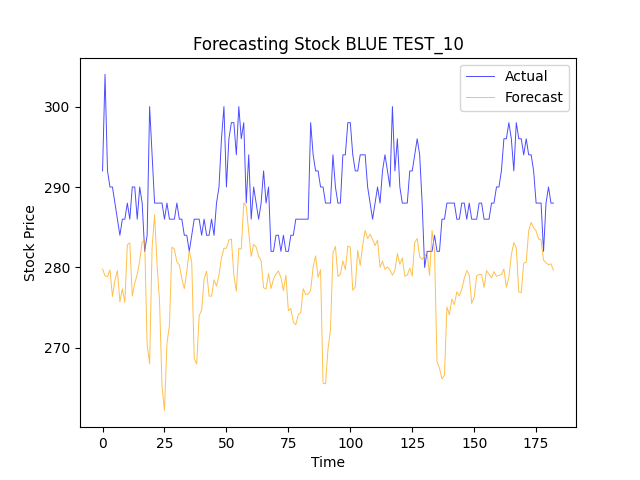 Forecasting Stock BLUE TEST_10
Actual
Forecast
300
290
280
270
Stock Price
0 25 50 75 100 125 150 175
Time